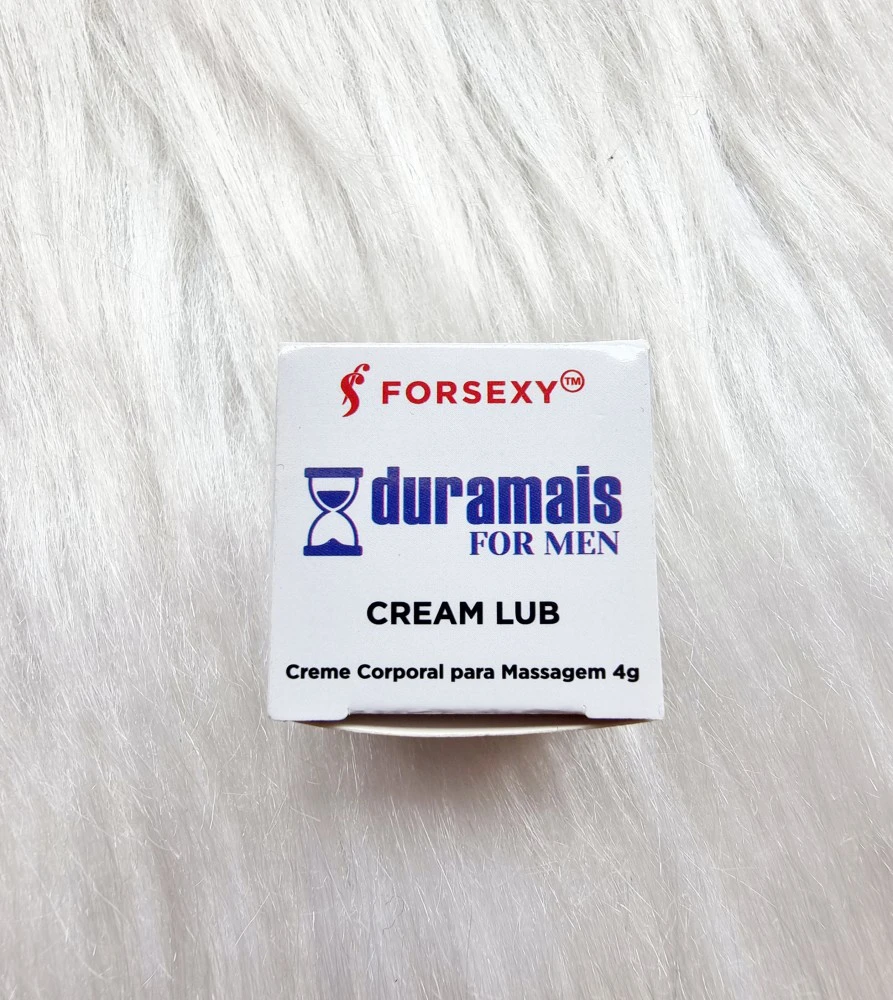 FORSEXY™
duramais
FOR MEN
CREAM LUB
Creme Corporal para Massagem 4g